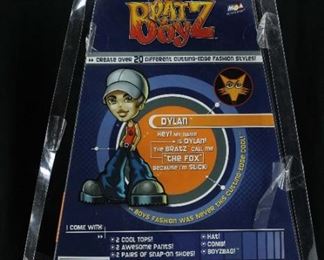 BRATZ
BOYZ
MGA
CREATE OVER 20 DIFFERENT CUTTING-EDGE FASHION STYLES!
DYLAN
HEY! MY NAME
IS DYLAN!
THE BRATZ CALL ME
"THE FOX"
BECAUSE I'M SLICK!
BOYS FASHION WAS NEVER THIS CUTTING-EDGE COOL!
I COME WITH
• 2 COOL TOPS!
• 2 AWESOME PANTS!
• 2 PAIRS OF SNAP-ON SHOES!
• HAT!
• COMB!
• BOYZBAG!